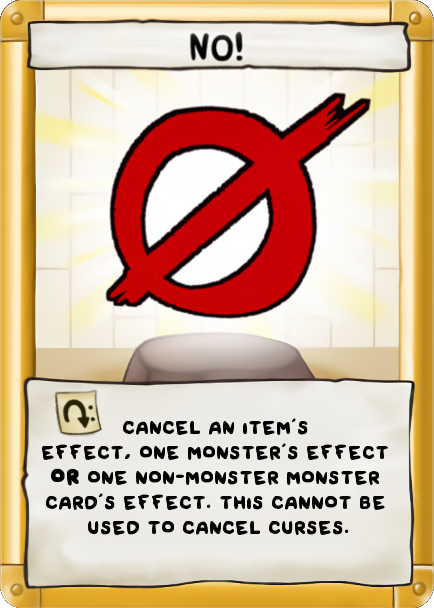 NO!
: CANCEL AN ITEM'S
EFFECT, ONE MONSTER'S EFFECT
OR ONE NON-MONSTER MONSTER
CARD'S EFFECT. THIS CANNOT BE
USED TO CANCEL CURSES.